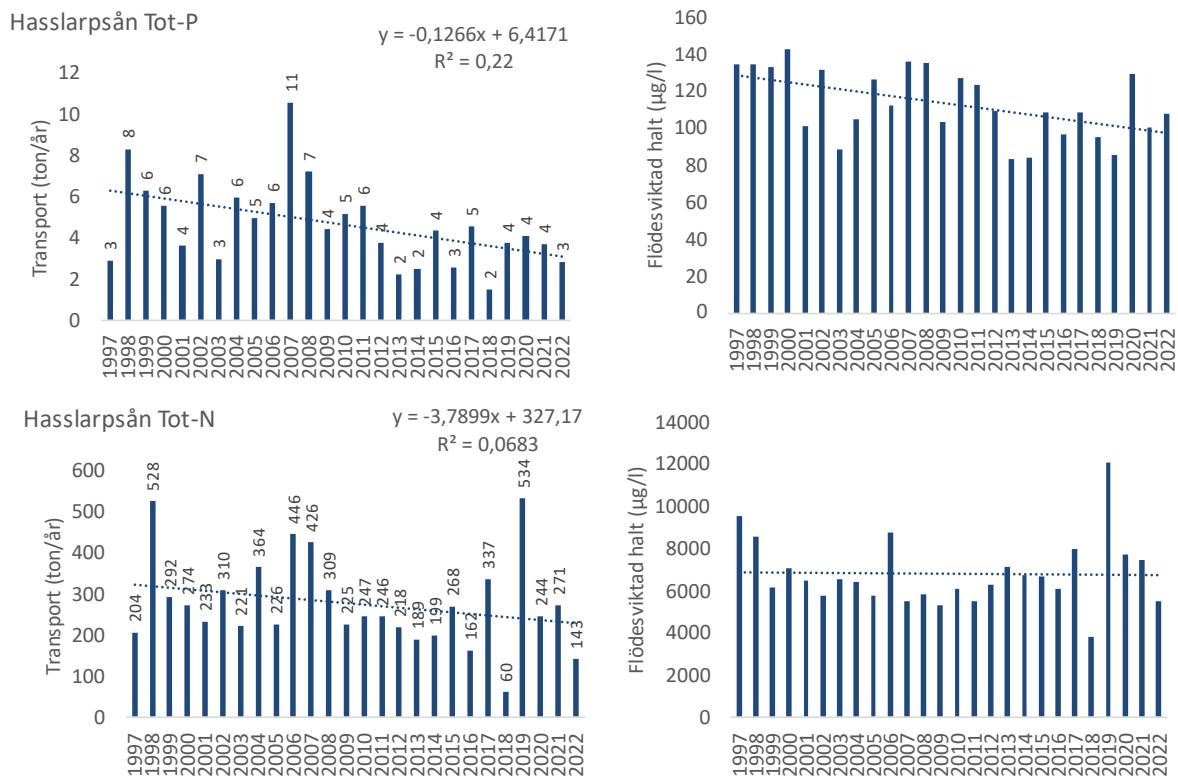 Hasslarpsån Tot-P
y = -0,1266x + 6,4171
R² = 0,22
Transport (ton/år)
12
10
8
6
4
2
0
3 8 6 6 4 7 3 6 5 6 11 7 4 5 6 4 2 2 4 3 5 2 4 4 4 3
1997 1998 1999 2000 2001 2002 2003 2004 2005 2006 2007 2008 2009 2010 2011 2012 2013 2014 2015 2016 2017 2018 2019 2020 2021 2022
Flödesviktad halt (µg/l)
160
140
120
100
80
60
40
20
0
1997 1998 1999 2000 2001 2002 2003 2004 2005 2006 2007 2008 2009 2010 2011 2012 2013 2014 2015 2016 2017 2018 2019 2020 2021 2022
Hasslarpsån Tot-N
y = -3,7899x + 327,17
R² = 0,0683
Transport (ton/år)
600
500
400
300
200
100
0
204 528 292 274 233 310 221 364 226 446 426 309 225 247 246 218 189 199 268 162 337 60 534 244 271 143
1997 1998 1999 2000 2001 2002 2003 2004 2005 2006 2007 2008 2009 2010 2011 2012 2013 2014 2015 2016 2017 2018 2019 2020 2021 2022
Flödesviktad halt (µg/l)
14000
12000
10000
8000
6000
4000
2000
0
1997 1998 1999 2000 2001 2002 2003 2004 2005 2006 2007 2008 2009 2010 2011 2012 2013 2014 2015 2016 2017 2018 2019 2020 2021 2022